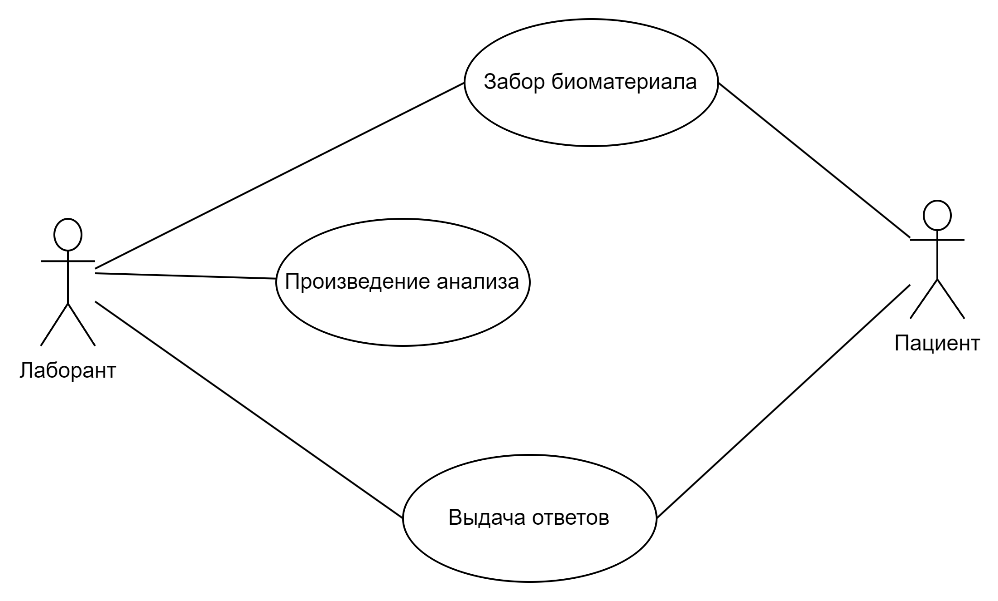 Забор биоматериала
Произведение анализа
Лаборант
Пациент
Выдача ответов